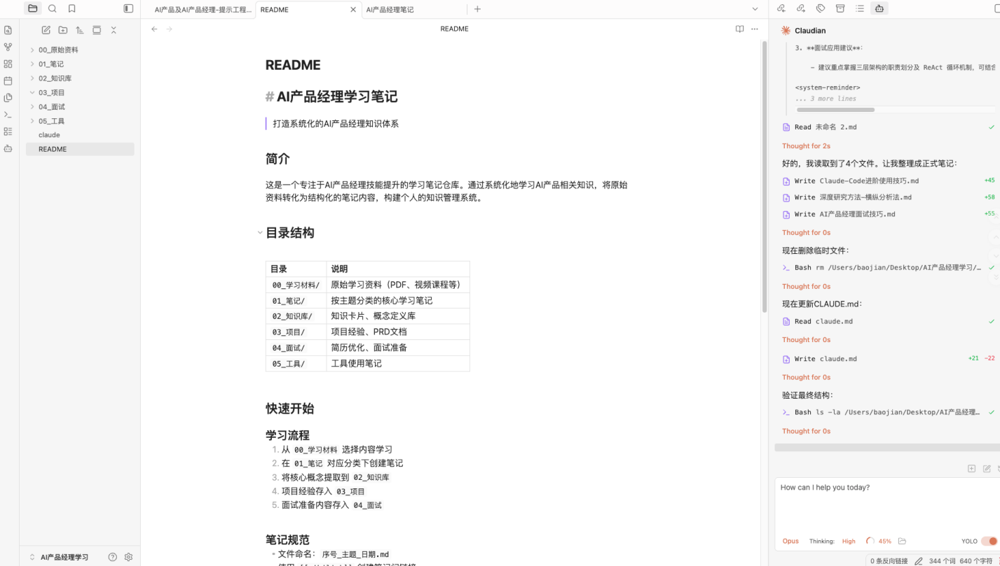 AI产品及AI产品经理-提示工程...
README
AI产品经理笔记
00_原始资料
01_笔记
02_知识库
03_项目
04_面试
05_工具
claude
README
AI产品经理学习
README
README
# AI产品经理学习笔记
打造系统化的AI产品经理知识体系
简介
这是一个专注于AI产品经理技能提升的学习笔记仓库。通过系统化地学习AI产品相关知识，将原始
资料转化为结构化的笔记内容，构建个人的知识管理系统。
目录结构
目录 说明
00_学习材料/ 原始学习资料（PDF、视频课程等）
01_笔记/ 按主题分类的核心学习笔记
02_知识库/ 知识卡片、概念定义库
03_项目/ 项目经验、PRD文档
04_面试/ 简历优化、面试准备
05_工具/ 工具使用笔记
快速开始
学习流程
1. 从 00_学习材料 选择内容学习
2. 在 01_笔记 对应分类下创建笔记
3. 将核心概念提取到 02_知识库
4. 项目经验存入 03_项目
5. 面试准备内容存入 04_面试
笔记规范
文件命名： 序号_主题_日期.md
Claudian
3. **面试应用建议**:
- 建议重点掌握三层架构的职责划分及 ReAct 循环机制，可结合
<system-reminder>
... 3 more lines
Read 未命名 2.md
Thought for 2s
好的，我读取到了4个文件。让我整理成正式笔记：
Write Claude-Code进阶使用技巧.md +45
Write 深度研究方法-横纵分析法.md +58
Write AI产品经理面试技巧.md +55
Thought for 0s
现在删除临时文件：
Bash rm /Users/baojian/Desktop/AI产品经理学习/…
Thought for 0s
现在更新CLAUDE.md：
Read claude.md
Thought for 0s
Write claude.md +21 -22
Thought for 0s
验证最终结构：
Bash ls -la /Users/baojian/Desktop/AI产品经理…
Thought for 0s
How can I help you today?
Opus Thinking: High 45% YOLO
0 条反向链接 344 个词 640 个字符